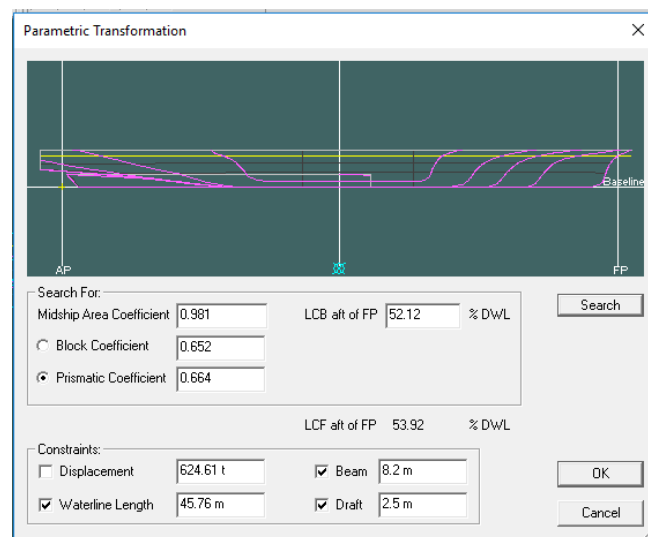 Parametric Transformation
Baseline
AP
FP
Search For:
Midship Area Coefficient 0.981 LCB aft of FP 52.12 % DWL Search
Block Coefficient 0.652
Prismatic Coefficient 0.664
LCF aft of FP 53.92 % DWL
Constraints:
Displacement 624.61 t Beam 8.2 m OK
Waterline Length 45.76 m Draft 2.5 m
Cancel